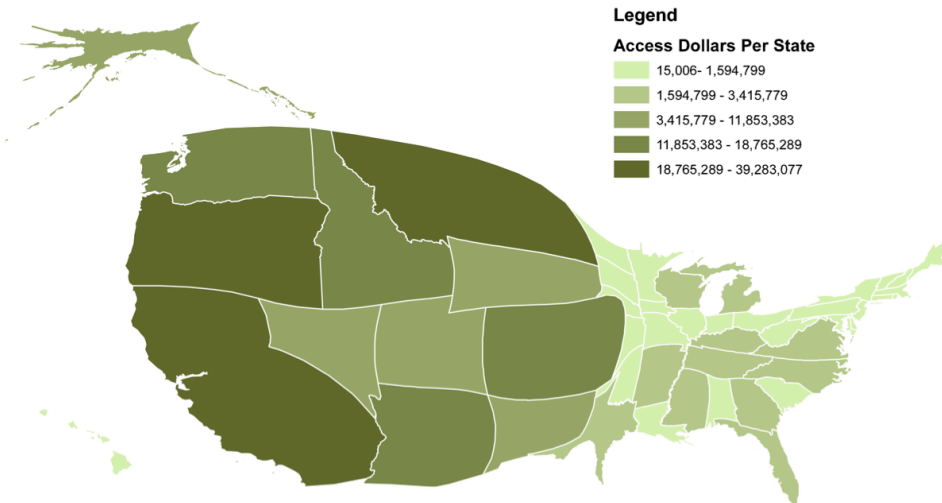 Legend
Access Dollars Per State
15,006- 1,594,799
1,594,799 - 3,415,779
3,415,779 - 11,853,383
11,853,383 - 18,765,289
18,765,289 - 39,283,077